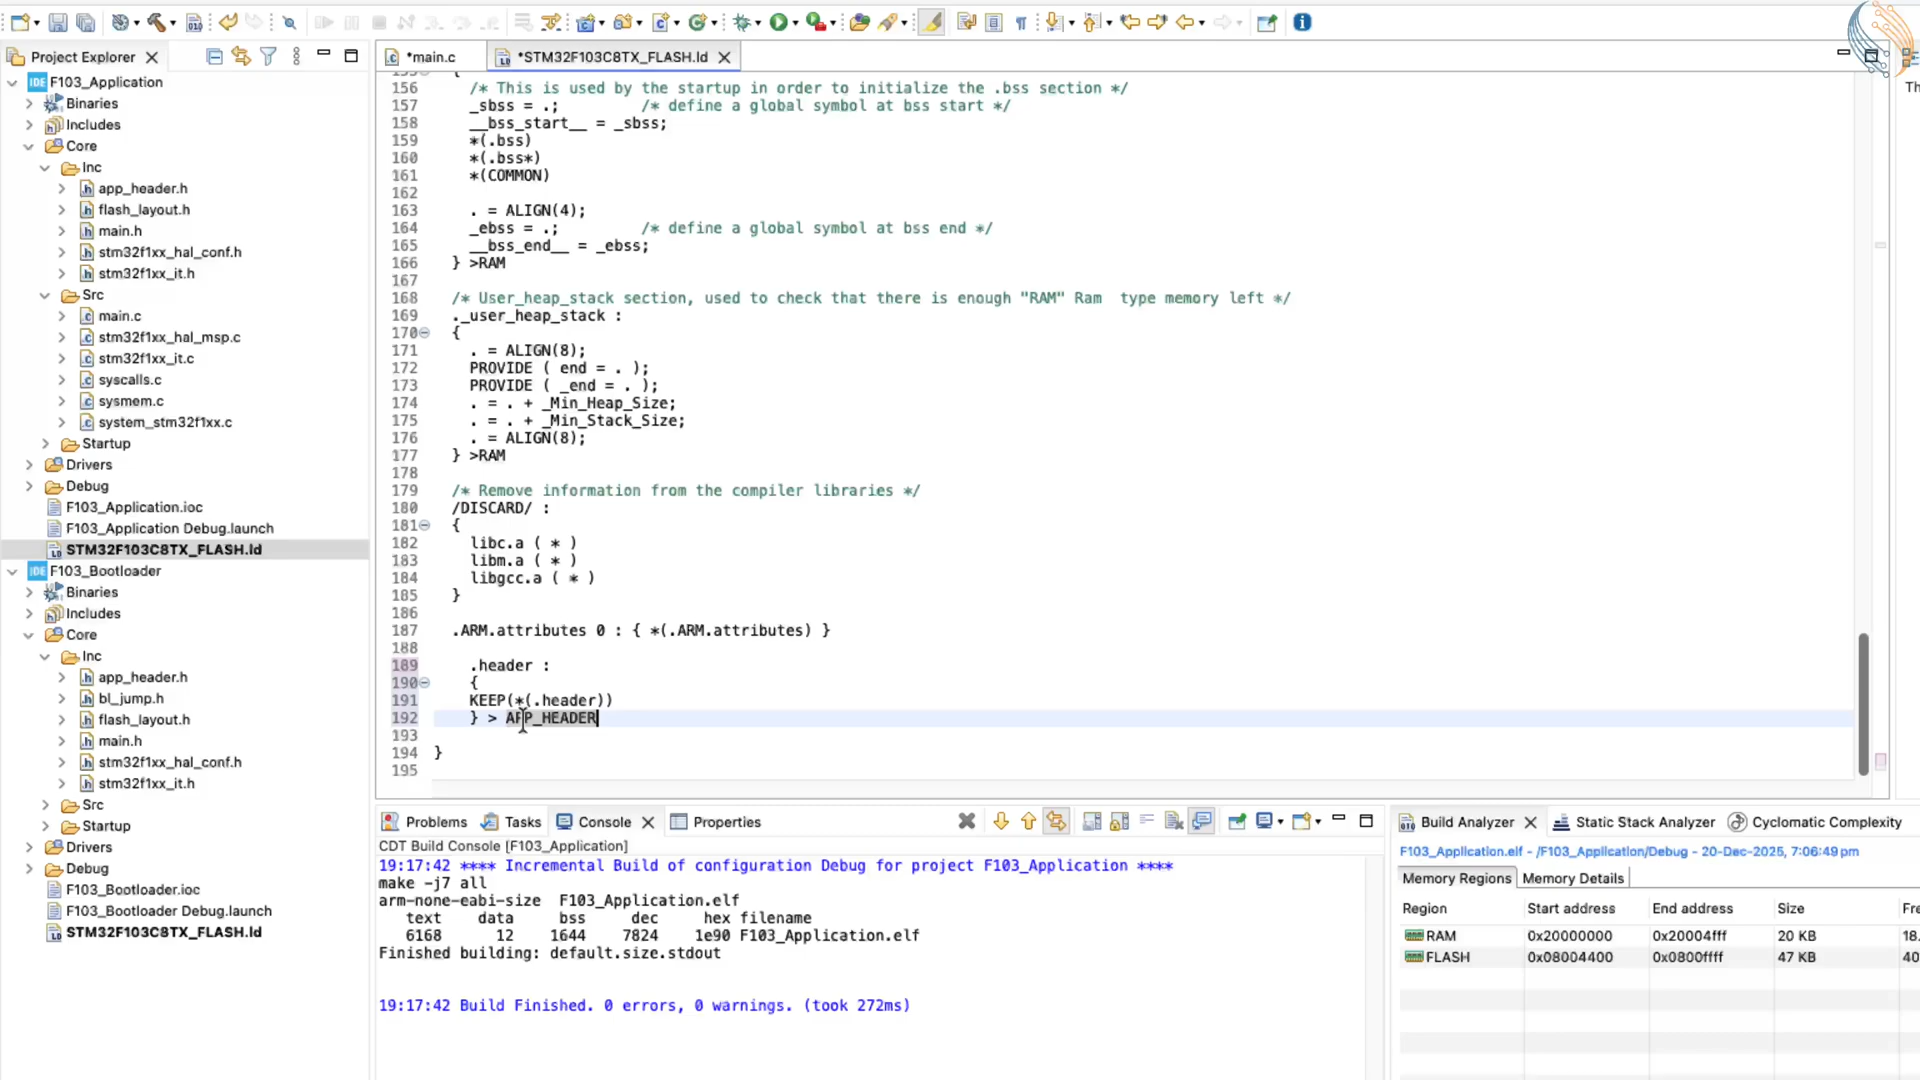 Project Explorer
F103_Application
Binaries
Includes
Core
Inc
app_header.h
flash_layout.h
main.h
stm32f1xx_hal_conf.h
stm32f1xx_it.h
Src
main.c
stm32f1xx_hal_msp.c
stm32f1xx_it.c
syscalls.c
sysmem.c
system_stm32f1xx.c
Startup
Drivers
Debug
F103_Application.ioc
F103_Application Debug.launch
STM32F103C8TX_FLASH.ld
F103_Bootloader
Binaries
Includes
Core
Inc
app_header.h
bl_jump.h
flash_layout.h
main.h
stm32f1xx_hal_conf.h
stm32f1xx_it.h
Src
Startup
Drivers
Debug
F103_Bootloader.ioc
F103_Bootloader Debug.launch
STM32F103C8TX_FLASH.ld
*main.c
*STM32F103C8TX_FLASH.ld
155 {
156 /* This is used by the startup in order to initialize the .bss section */
157 _sbss = .; /* define a global symbol at bss start */
158 __bss_start__ = _sbss;
159 *(.bss)
160 *(.bss*)
161 *(COMMON)
162
163 . = ALIGN(4);
164 _ebss = .; /* define a global symbol at bss end */
165 __bss_end__ = _ebss;
166 } >RAM
167
168 /* User_heap_stack section, used to check that there is enough "RAM" Ram type memory left */
169 ._user_heap_stack :
170 {
171 . = ALIGN(8);
172 PROVIDE ( end = . );
173 PROVIDE ( _end = . );
174 . = . + _Min_Heap_Size;
175 . = . + _Min_Stack_Size;
176 . = ALIGN(8);
177 } >RAM
178
179 /* Remove information from the compiler libraries */
180 /DISCARD/ :
181 {
182 libc.a ( * )
183 libm.a ( * )
184 libgcc.a ( * )
185 }
186
187 .ARM.attributes 0 : { *(.ARM.attributes) }
188
189 .header :
190 {
191 KEEP(*(.header))
192 } > APP_HEADER
193
194 }
195
Th
Problems Tasks Console Properties
CDT Build Console [F103_Application]
19:17:42 **** Incremental Build of configuration Debug for project F103_Application ****
make -j7 all
arm-none-eabi-size F103_Application.elf
text data bss dec hex filename
6168 12 1644 7824 1e90 F103_Application.elf
Finished building: default.size.stdout
19:17:42 Build Finished. 0 errors, 0 warnings. (took 272ms)
Build Analyzer Static Stack Analyzer Cyclomatic Complexity
F103_Application.elf - /F103_Application/Debug - 20-Dec-2025, 7:06:49 pm
Memory Regions Memory Details
Region Start address End address Size Fre
RAM 0x20000000 0x20004fff 20 KB 18.
FLASH 0x08004400 0x0800ffff 47 KB 40